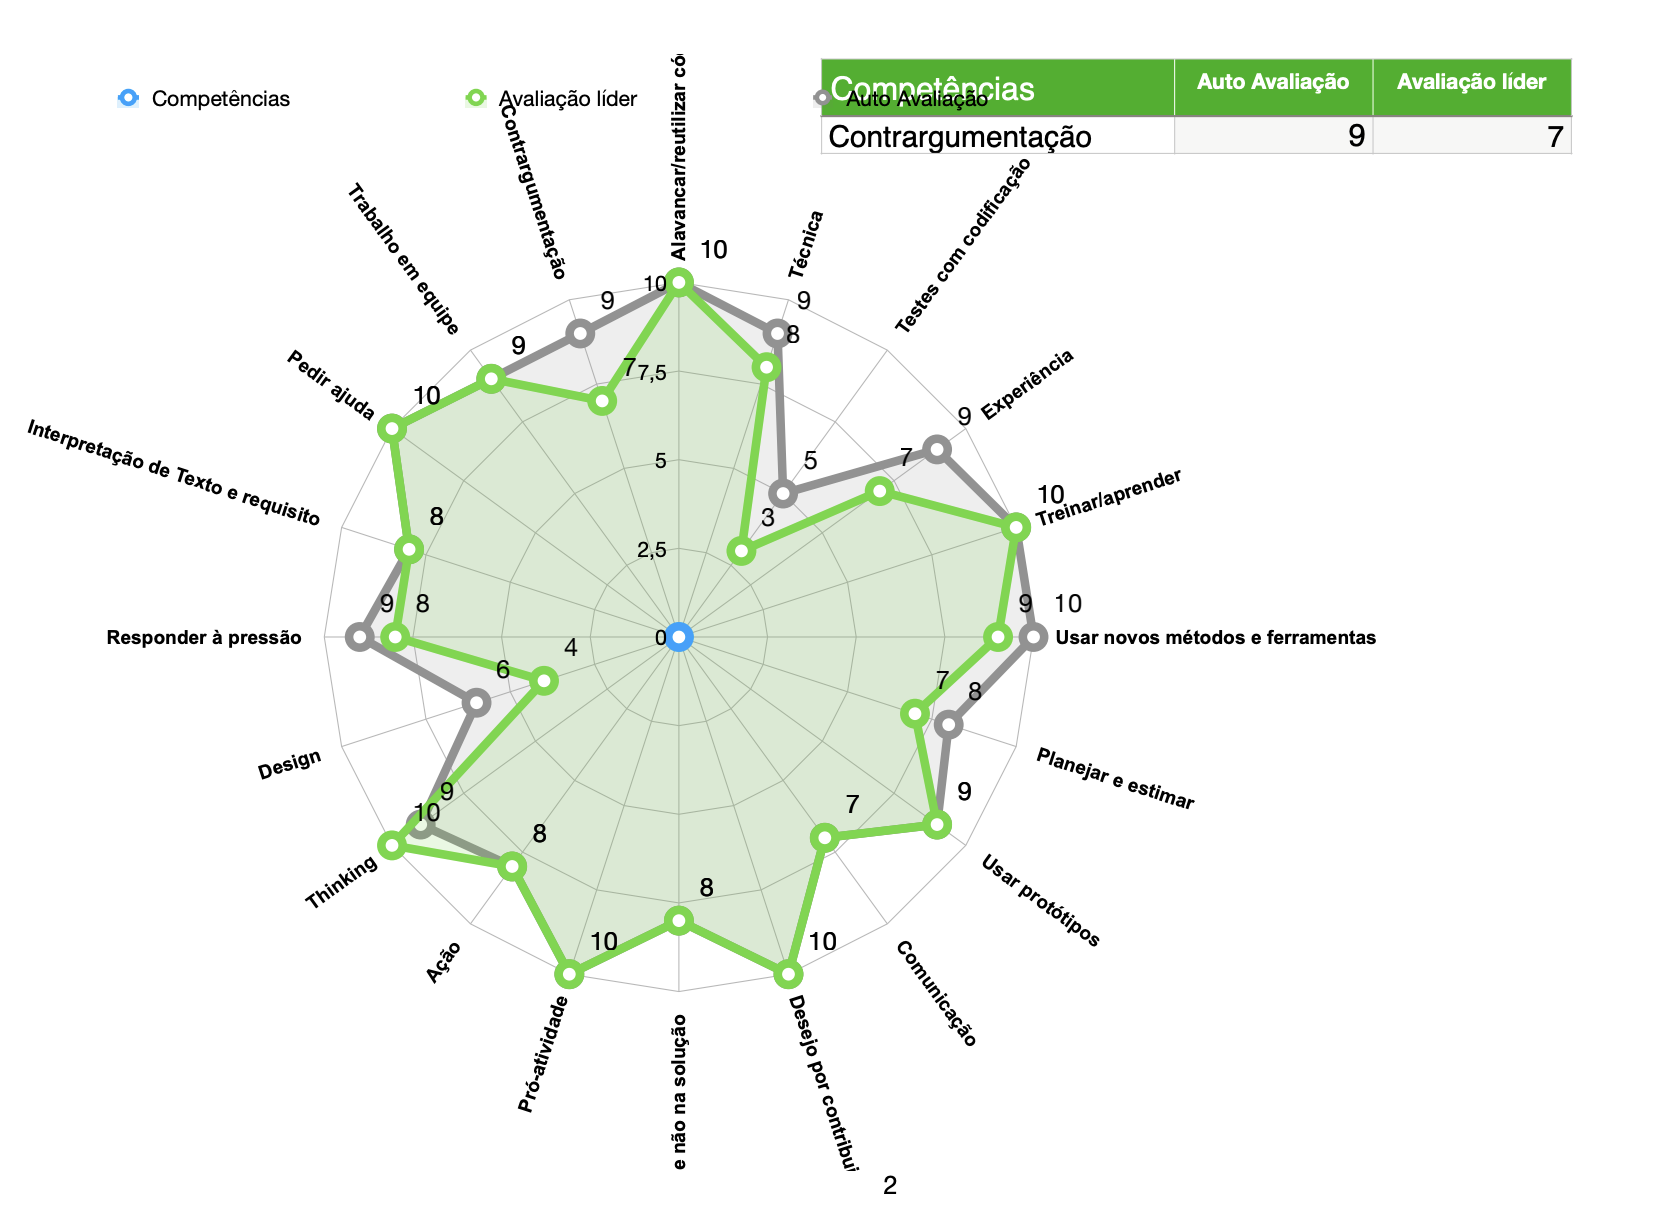 Competências
Avaliação líder
Auto Avaliação
Competências
Auto Avaliação
Avaliação líder
Contrargumentação
9
7
Alavancar/reutilizar có
Técnica
Testes com codificação
Experiência
Treinar/aprender
Usar novos métodos e ferramentas
Planejar e estimar
Usar protótipos
Comunicação
Desejo por contribui
e não na solução
Pró-atividade
Ação
Thinking
Design
Responder à pressão
Interpretação de Texto e requisito
Pedir ajuda
Trabalho em equipe
Contrargumentação
10
7,5
5
2,5
0
10
9
8
5
3
9
7
10
9
10
7
8
9
7
10
8
10
8
9
10
6
4
9
8
8
10
9
9
7
2